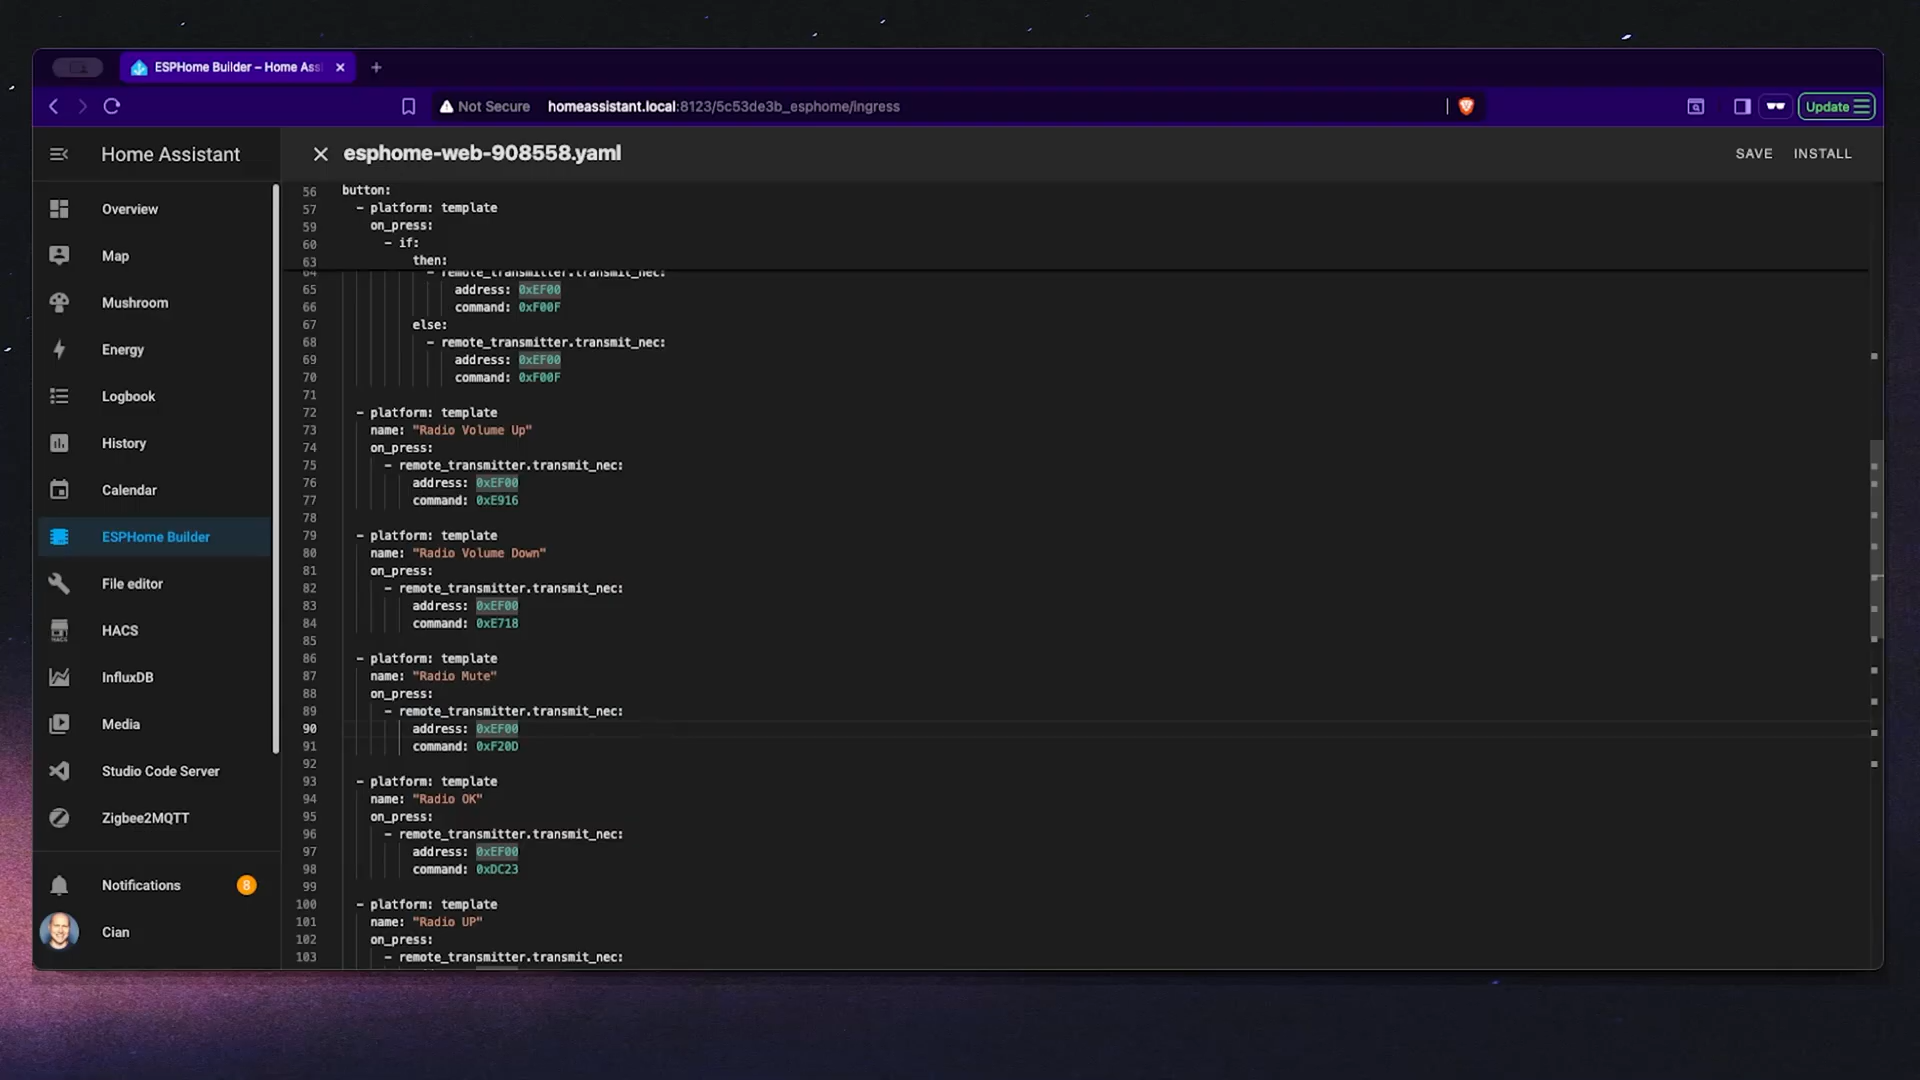 ESPHome Builder – Home Ass
Not Secure homeassistant.local:8123/5c53de3b_esphome/ingress
Update
Home Assistant
esphome-web-908558.yaml
SAVE INSTALL
Overview
Map
Mushroom
Energy
Logbook
History
Calendar
ESPHome Builder
File editor
HACS
InfluxDB
Media
Studio Code Server
Zigbee2MQTT
Notifications 8
Cian
56 button:
57 - platform: template
59 on_press:
60 - if:
63 then:
64 - remote_transmitter.transmit_nec:
65 address: 0xEF00
66 command: 0xF00F
67 else:
68 - remote_transmitter.transmit_nec:
69 address: 0xEF00
70 command: 0xF00F
71
72 - platform: template
73 name: "Radio Volume Up"
74 on_press:
75 - remote_transmitter.transmit_nec:
76 address: 0xEF00
77 command: 0xE916
78
79 - platform: template
80 name: "Radio Volume Down"
81 on_press:
82 - remote_transmitter.transmit_nec:
83 address: 0xEF00
84 command: 0xE718
85
86 - platform: template
87 name: "Radio Mute"
88 on_press:
89 - remote_transmitter.transmit_nec:
90 address: 0xEF00
91 command: 0xF20D
92
93 - platform: template
94 name: "Radio OK"
95 on_press:
96 - remote_transmitter.transmit_nec:
97 address: 0xEF00
98 command: 0xDC23
99
100 - platform: template
101 name: "Radio UP"
102 on_press:
103 - remote_transmitter.transmit_nec: